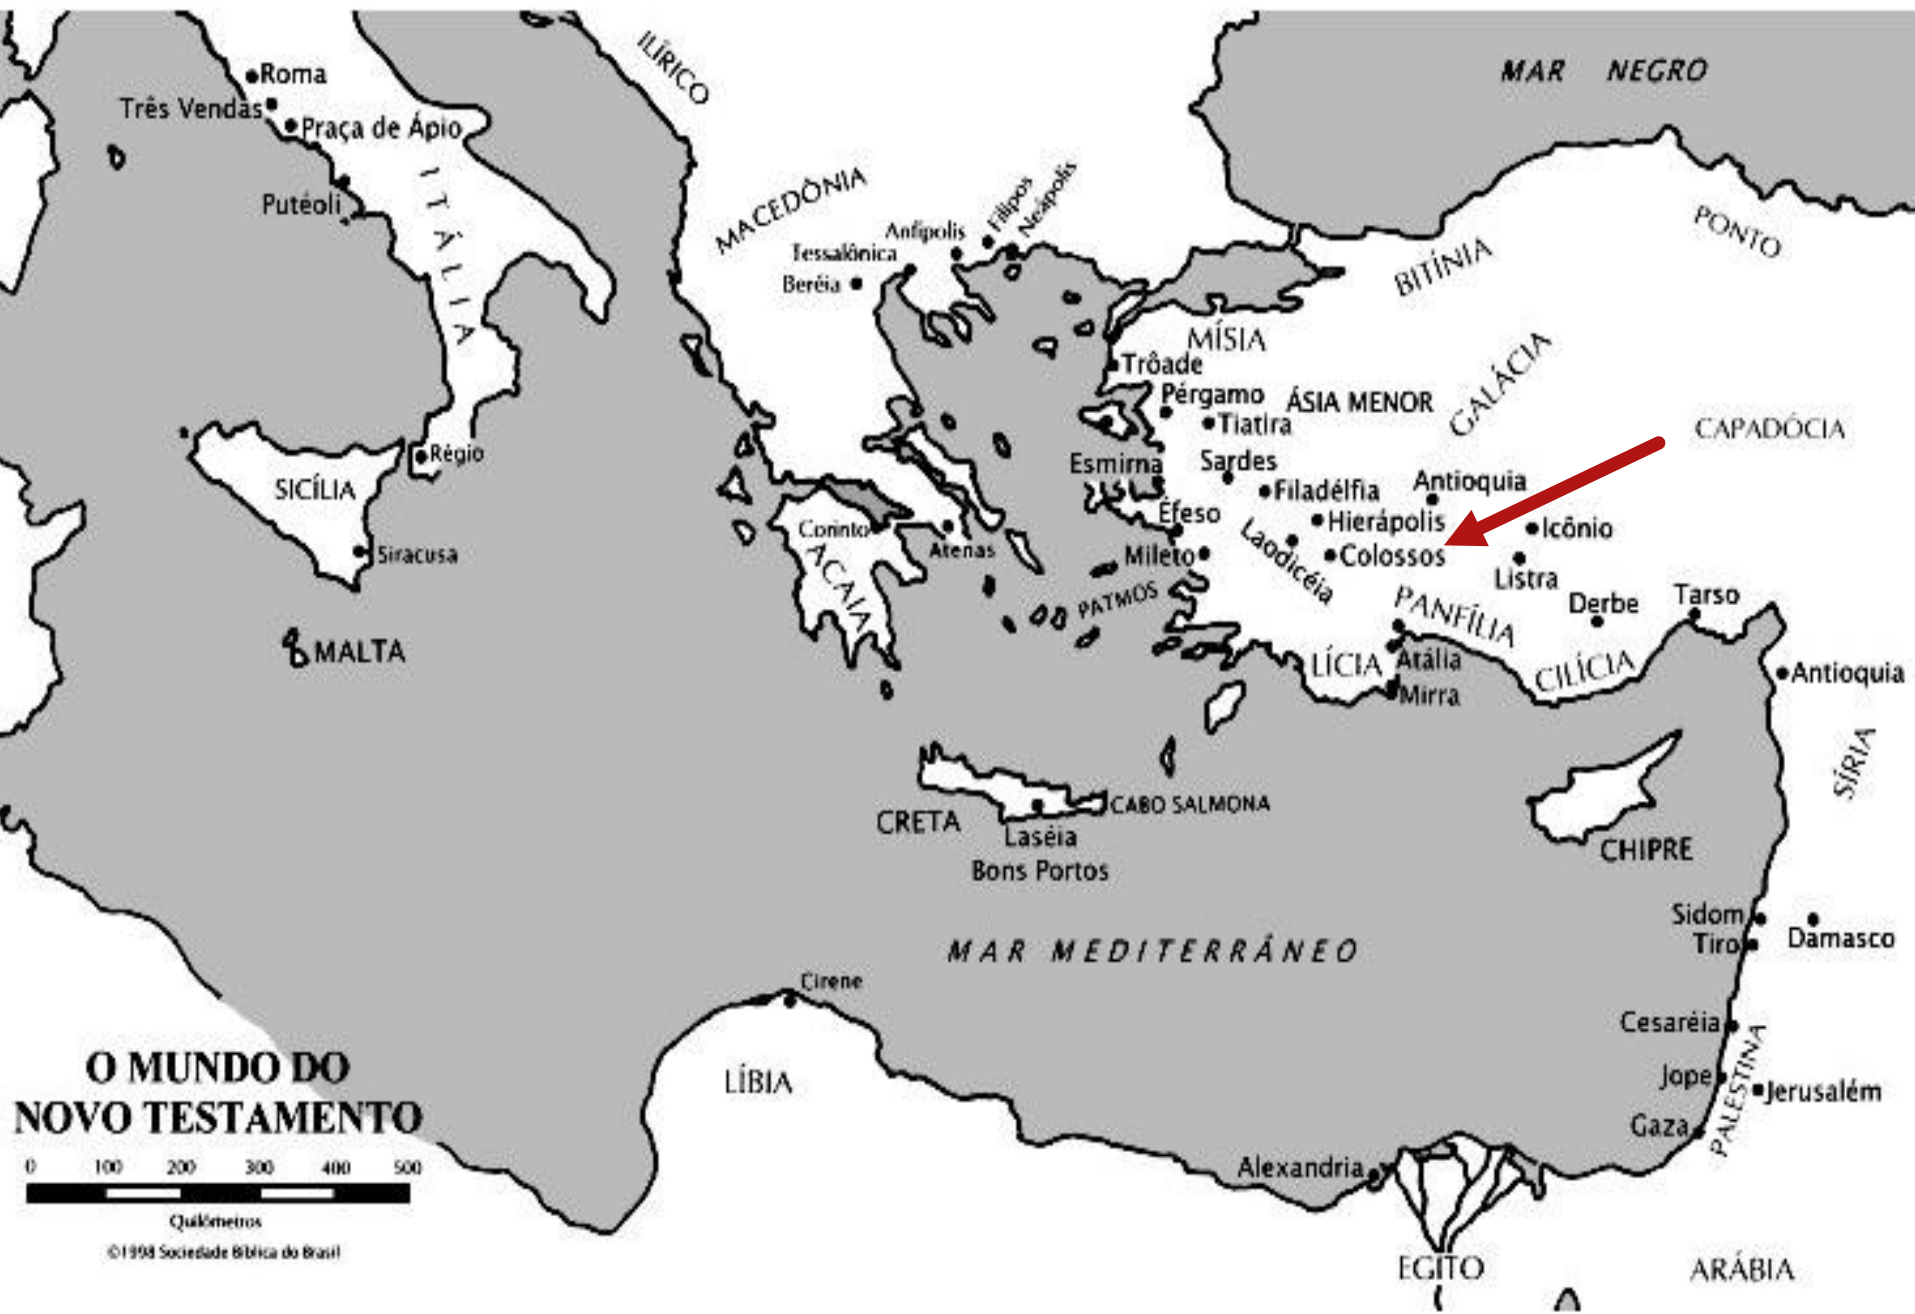 MAR NEGRO
ILÍRICO
Roma
Três Vendas
Praça de Ápio
ITÁLIA
Putéoli
MACEDÔNIA
Filipos
Neápolis
Anfípolis
Tessalônica
Beréia
PONTO
BITÍNIA
MÍSIA
Trôade
GALÁCIA
Pérgamo
ÁSIA MENOR
Tiatira
CAPADÓCIA
Régio
SICÍLIA
Siracusa
Esmirna
Sardes
Filadélfia
Antioquia
Éfeso
Hierápolis
Icônio
Corinto
Atenas
ACAIA
Mileto
Laodicéia
Colossos
Listra
PATMOS
PANFÍLIA
Derbe
Tarso
MALTA
LÍCIA
Atália
CILÍCIA
Antioquia
Mirra
SÍRIA
CRETA
CABO SALMONA
Laséia
Bons Portos
CHIPRE
Sidom
Tiro
Damasco
MAR MEDITERRÂNEO
Cirene
Cesaréia
LÍBIA
Jope
PALESTINA
Jerusalém
Gaza
Alexandria
EGITO
ARÁBIA
O MUNDO DO
NOVO TESTAMENTO
0 100 200 300 400 500
Quilômetros
©1998 Sociedade Bíblica do Brasil